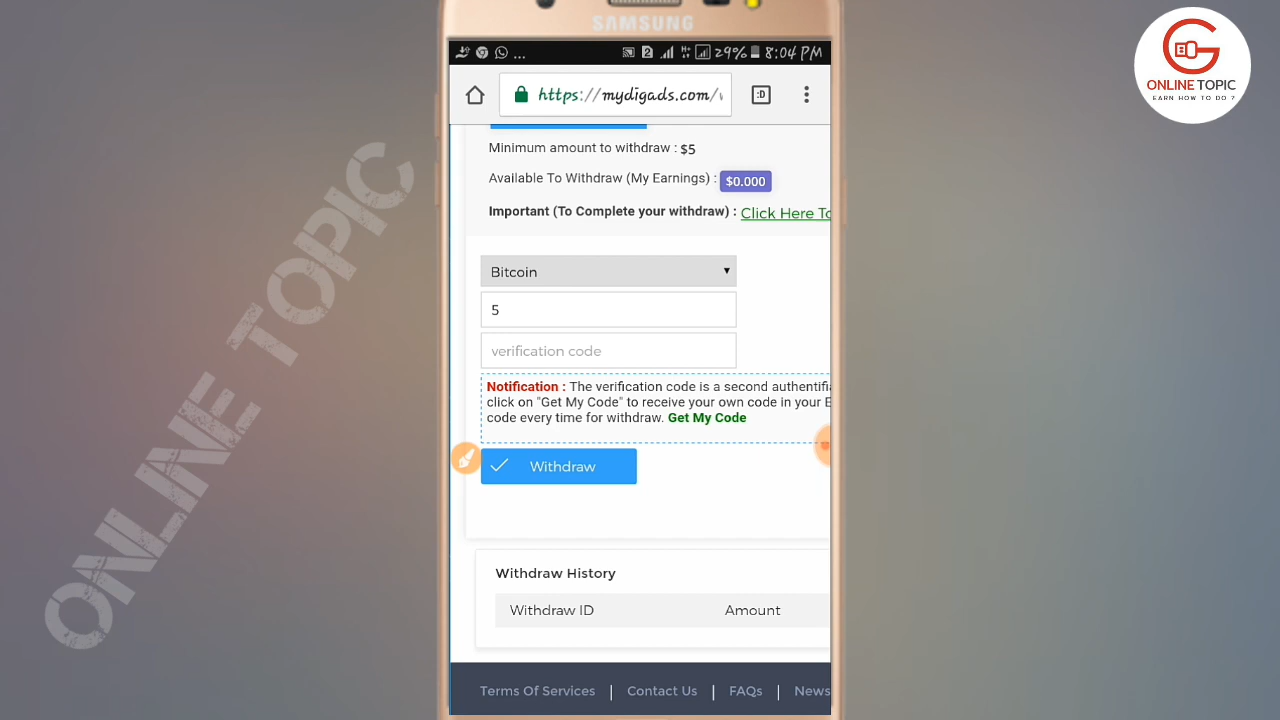 SAMSUNG
... 29% 8:04 PM
https://mydigads.com/
:D
Minimum amount to withdraw : $5
Available To Withdraw (My Earnings) : $0.000
Important (To Complete your withdraw) : Click Here To
Bitcoin
5
verification code
Notification : The verification code is a second
click on "Get My Code" to receive your own code in your
code every time for withdraw. Get My Code
Withdraw
Withdraw History
Withdraw ID Amount
Terms Of Services | Contact Us | FAQs | News
ONLINE TOPIC
ONLINE TOPIC
EARN HOW TO DO ?